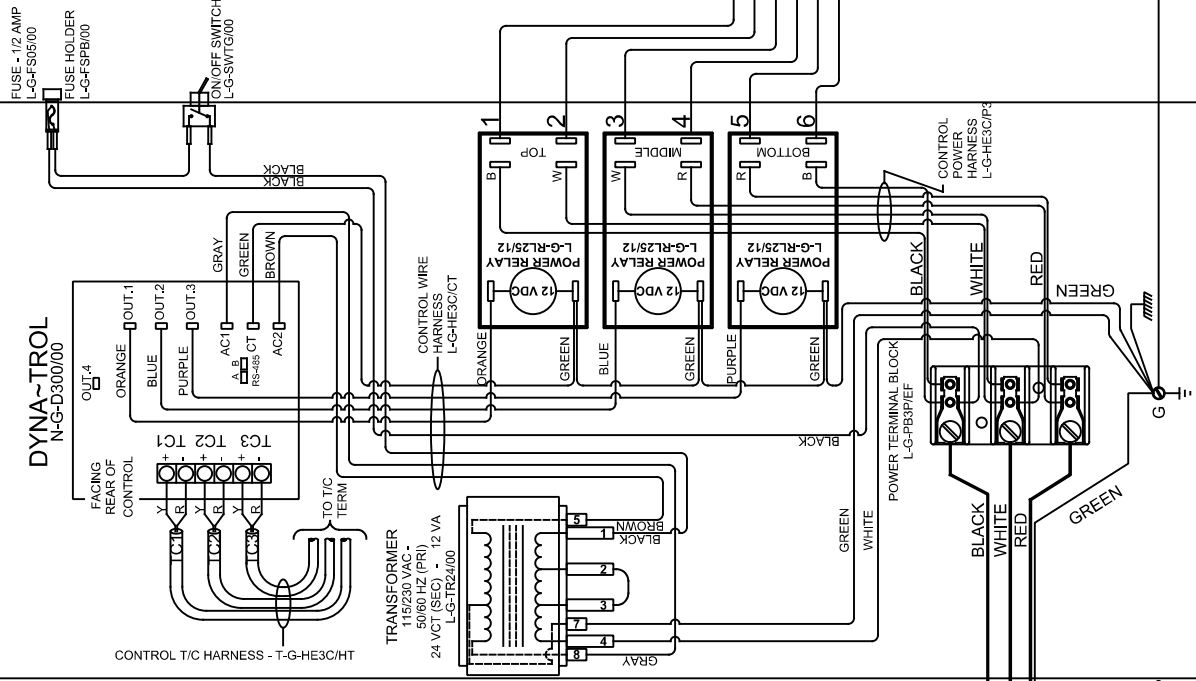 FUSE - 1/2 AMP
L-G-FS05/00
FUSE HOLDER
L-G-FSPB/00
ON/OFF SWITCH
L-G-SWTG/00
BLACK
BLACK
1
2
3
4
5
6
TOP
MIDDLE
BOTTOM
B
W
W
R
R
B
POWER RELAY
L-G-RL25/12
POWER RELAY
L-G-RL25/12
POWER RELAY
L-G-RL25/12
12 VDC
12 VDC
12 VDC
CONTROL
POWER
HARNESS
L-G-HE3C/P3
BLACK
WHITE
RED
GREEN
GRAY
GREEN
BROWN
CONTROL WIRE
HARNESS
L-G-HE3C/CT
DYNA~TROL
N-G-D300/00
OUT.4
OUT.1
OUT.2
OUT.3
AC1
CT
AC2
A B
RS-485
ORANGE
BLUE
PURPLE
ORANGE
GREEN
BLUE
GREEN
PURPLE
GREEN
BLACK
POWER TERMINAL BLOCK
L-G-PB3P/EF
G
FACING
REAR OF
CONTROL
TC1
TC2
TC3
+ - + - + -
Y R Y R Y R
TC1
TC2
TC3
TO T/C
TERM
CONTROL T/C HARNESS - T-G-HE3C/HT
TRANSFORMER
115/230 VAC -
50/60 HZ (PRI)
24 VCT (SEC) - 12 VA
L-G-TR24/00
5
BROWN
1
BLACK
2
3
7
4
8
GRAY
GREEN
WHITE
BLACK
WHITE
RED
GREEN